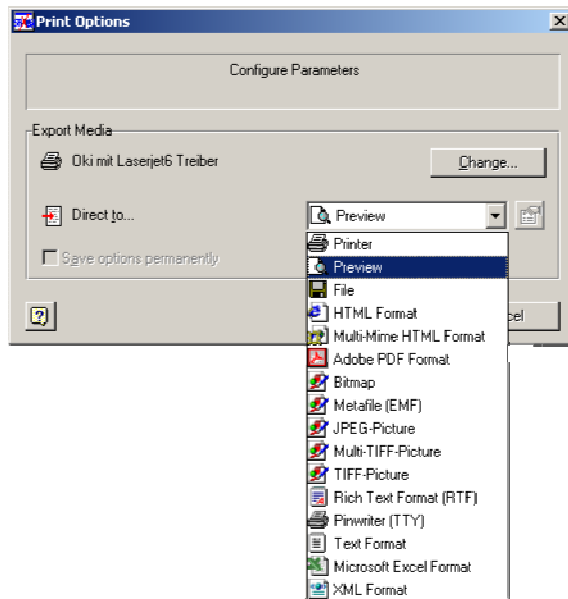 Print Options
Configure Parameters
Export Media
Oki mit Laserjet6 Treiber
Change...
Direct to...
Preview
Save options permanently
Printer
Preview
File
HTML Format
Multi-Mime HTML Format
Adobe PDF Format
Bitmap
Metafile (EMF)
JPEG-Picture
Multi-TIFF-Picture
TIFF-Picture
Rich Text Format (RTF)
Pinwriter (TTY)
Text Format
Microsoft Excel Format
XML Format
cel